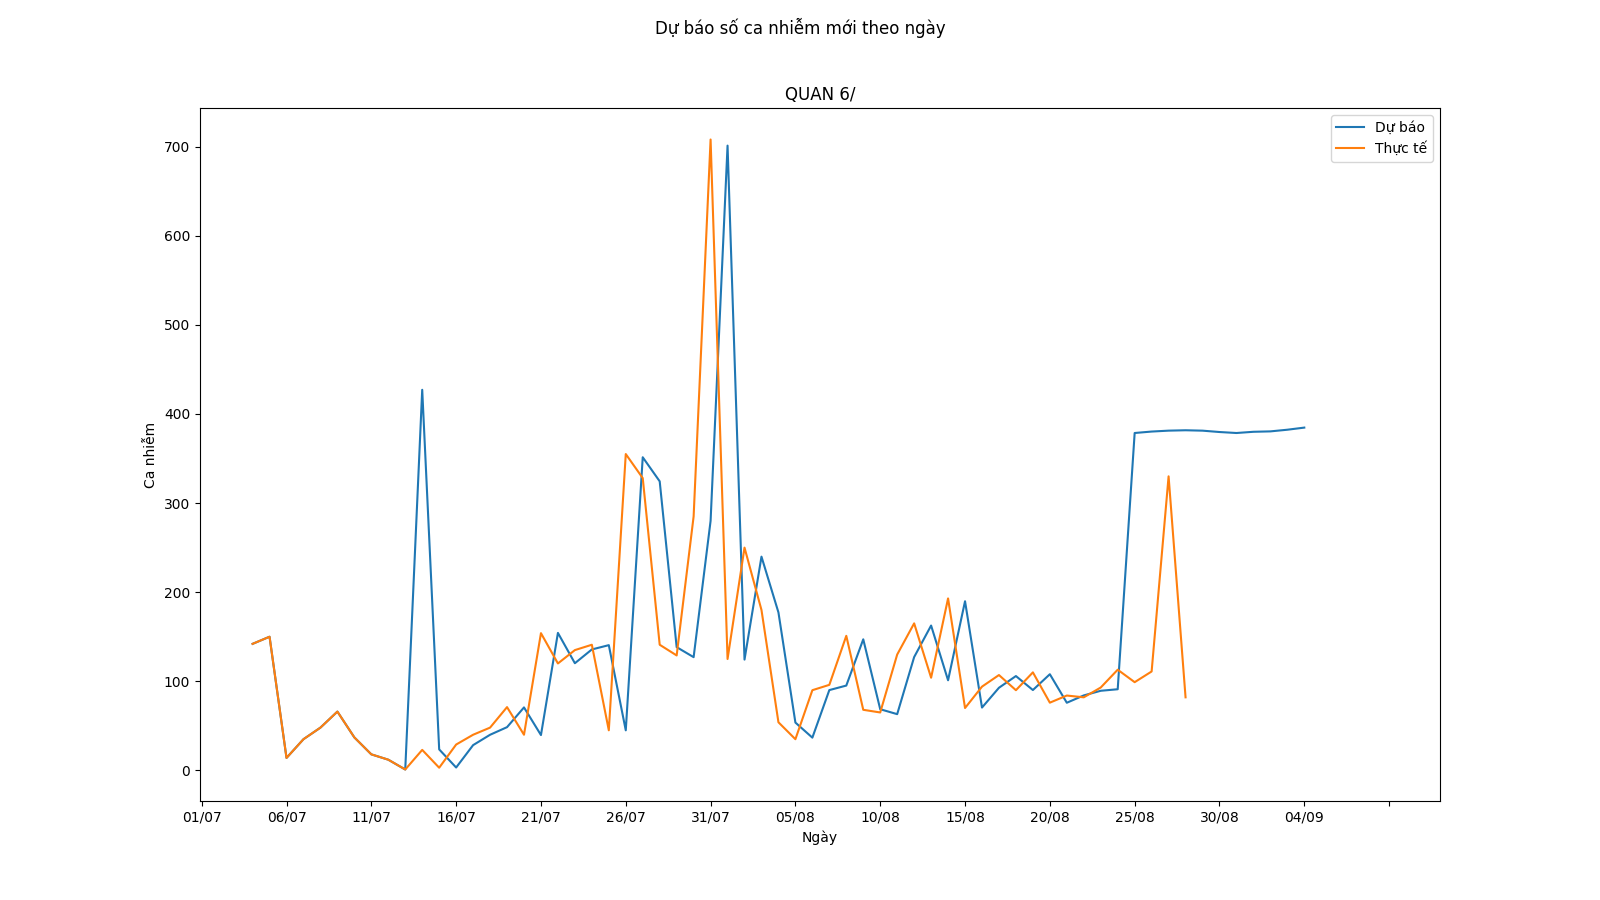 Dự báo số ca nhiễm mới theo ngày
QUAN 6/
Dự báo
Thực tế
700
600
500
400
300
200
100
0
Ca nhiễm
01/07 06/07 11/07 16/07 21/07 26/07 31/07 05/08 10/08 15/08 20/08 25/08 30/08 04/09
Ngày